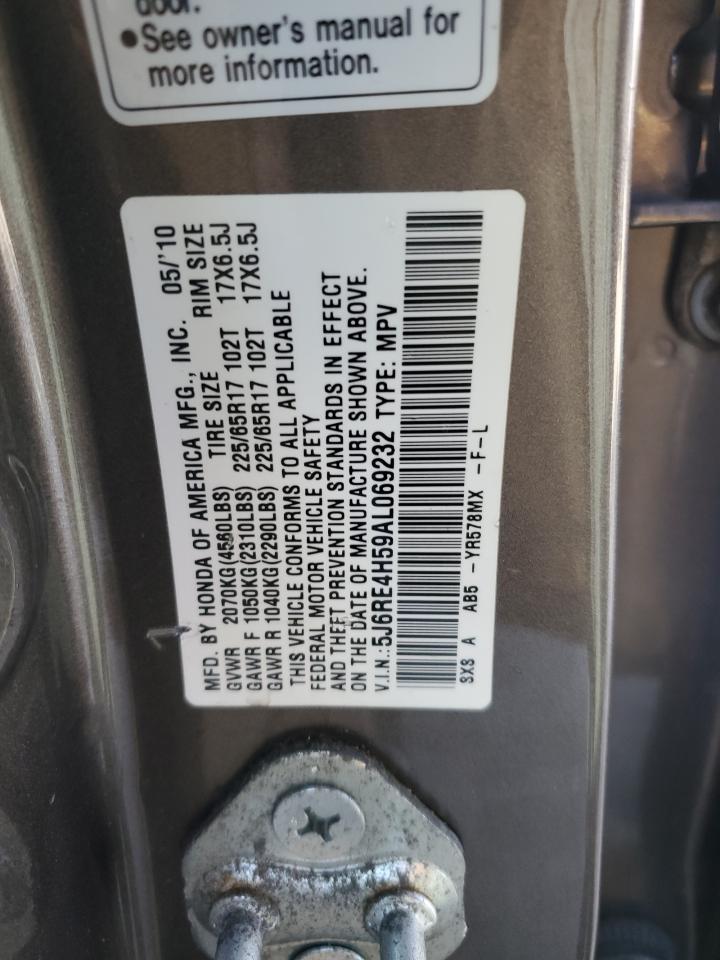 door.
●See owner's manual for
more information.
MFD. BY HONDA OF AMERICA MFG., INC. 05/'10
GVWR 2070KG(4560LBS) TIRE SIZE RIM SIZE
GAWR F 1050KG(2310LBS) 225/65R17 102T 17X6.5J
GAWR R 1040KG(2290LBS) 225/65R17 102T 17X6.5J
THIS VEHICLE CONFORMS TO ALL APPLICABLE
FEDERAL MOTOR VEHICLE SAFETY
AND THEFT PREVENTION STANDARDS IN EFFECT
ON THE DATE OF MANUFACTURE SHOWN ABOVE.
V.I.N.:5J6RE4H59AL069232 TYPE: MPV
SX8 A AB5 -YR578MX -F-L